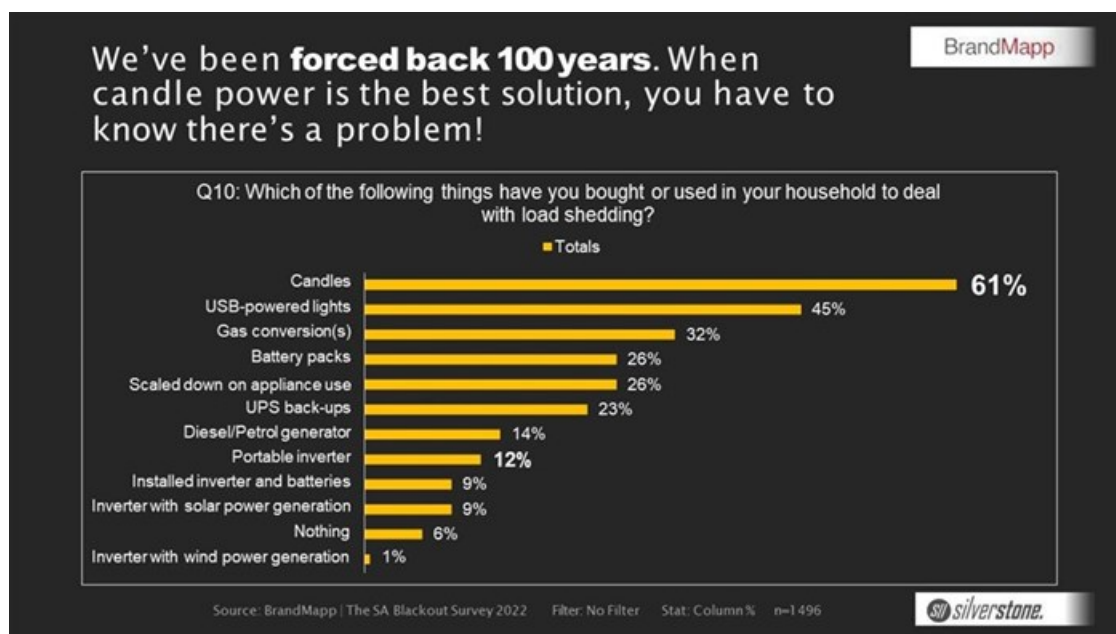 We've been forced back 100 years. When
candle power is the best solution, you have to
know there's a problem!
BrandMapp
Q10: Which of the following things have you bought or used in your household to deal
with load shedding?
Totals
Candles 61%
USB-powered lights 45%
Gas conversion(s) 32%
Battery packs 26%
Scaled down on appliance use 26%
UPS back-ups 23%
Diesel/Petrol generator 14%
Portable inverter 12%
Installed inverter and batteries 9%
Inverter with solar power generation 9%
Nothing 6%
Inverter with wind power generation 1%
Source: BrandMapp | The SA Blackout Survey 2022 Filter: No Filter Stat: Column % n=1496
silverstone.